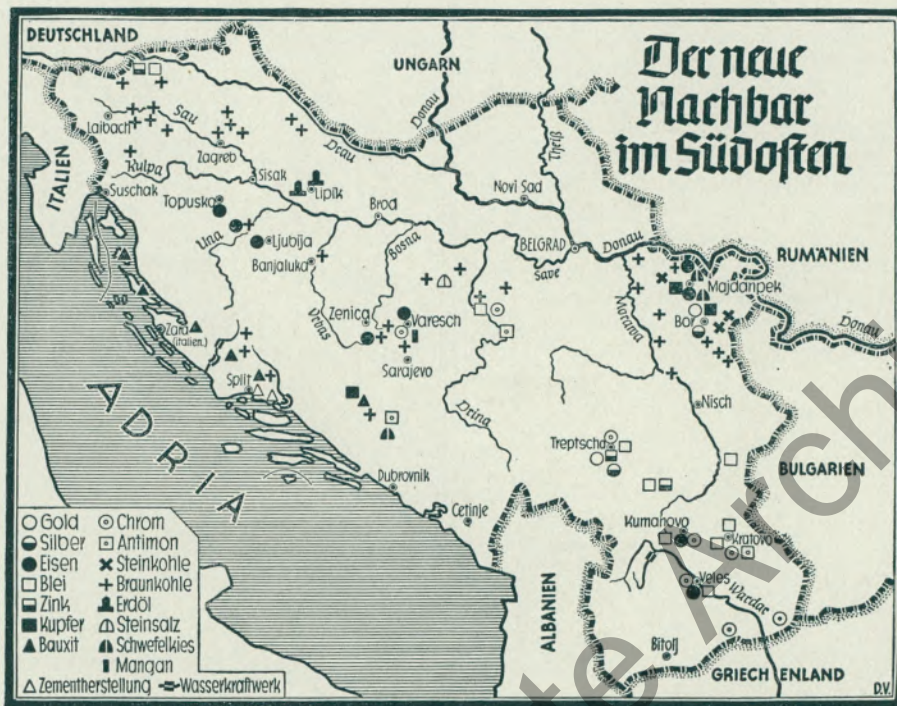 DEUTSCHLAND
UNGARN
Der neue
Nachbar
im Südosten
Donau
Theiß
Laibach
Sau
Drau
Zagreb
Kulpa
Sisak
ITALIEN
Suschak
Lipik
Novi Sad
Topusko
Brod
Una
Ljubija
Bosna
BELGRAD
Donau
Save
RUMÄNIEN
Banjaluka
Majdanpek
Vrbas
Zenica
Varesch
Morawa
Bor
Donau
Zara
(italien.)
Sarajevo
Split
Drina
Nisch
ADRIA
Treptscha
BULGARIEN
Dubrovnik
Cetinje
Kumanovo
Kratovo
Veles
Wardar
ALBANIEN
Bitolj
GRIECHENLAND
Gold
Chrom
Silber
Antimon
Eisen
Steinkohle
Blei
Braunkohle
Zink
Erdöl
Kupfer
Steinsalz
Bauxit
Schwefelkies
Mangan
Zementherstellung
Wasserkraftwerk
D.V.